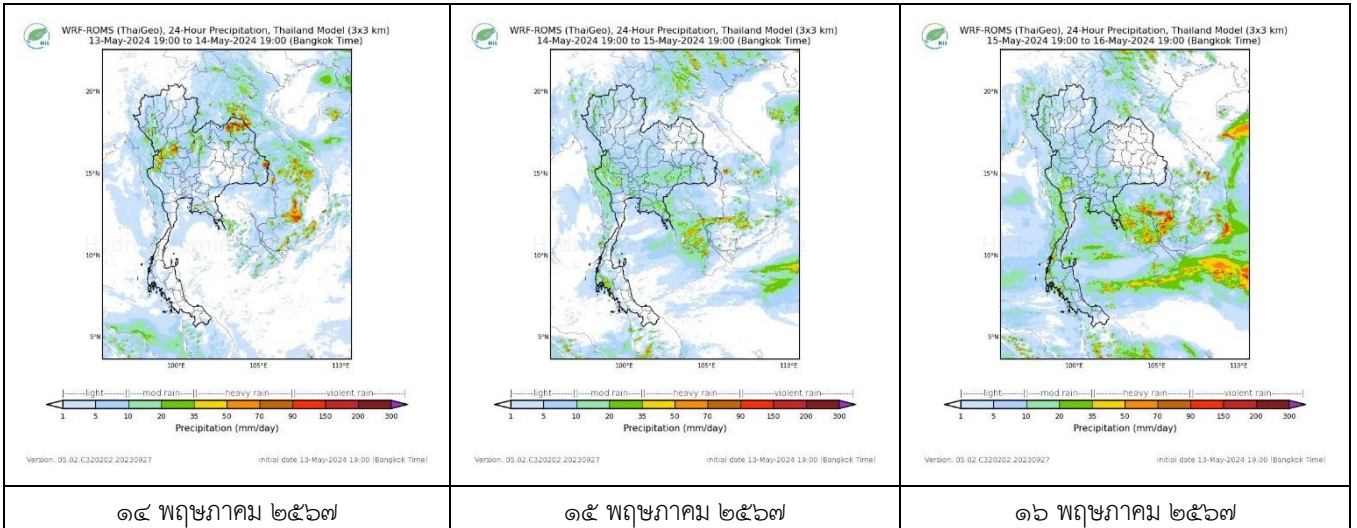 WRF-ROMS (ThaiGeo), 24-Hour Precipitation, Thailand Model (3x3 km)
13-May-2024 19:00 to 14-May-2024 19:00 (Bangkok Time)
20°N
15°N
10°N
5°N
100°E 105°E 110°E
light mod rain heavy rain violent rain
1 5 10 20 35 50 70 90 150 200 300
Precipitation (mm/day)
Version: 05.02.C320202.20230927 initial date 13-May-2024 19:00 (Bangkok Time)
๑๔ พฤษภาคม ๒๕๖๗
WRF-ROMS (ThaiGeo), 24-Hour Precipitation, Thailand Model (3x3 km)
14-May-2024 19:00 to 15-May-2024 19:00 (Bangkok Time)
20°N
15°N
10°N
5°N
100°E 105°E 110°E
light mod rain heavy rain violent rain
1 5 10 20 35 50 70 90 150 200 300
Precipitation (mm/day)
Version: 05.02.C320202.20230927 initial date 13-May-2024 19:00 (Bangkok Time)
๑๕ พฤษภาคม ๒๕๖๗
WRF-ROMS (ThaiGeo), 24-Hour Precipitation, Thailand Model (3x3 km)
15-May-2024 19:00 to 16-May-2024 19:00 (Bangkok Time)
20°N
15°N
10°N
5°N
100°E 105°E 110°E
light mod rain heavy rain violent rain
1 5 10 20 35 50 70 90 150 200 300
Precipitation (mm/day)
Version: 05.02.C320202.20230927 initial date 13-May-2024 19:00 (Bangkok Time)
๑๖ พฤษภาคม ๒๕๖๗